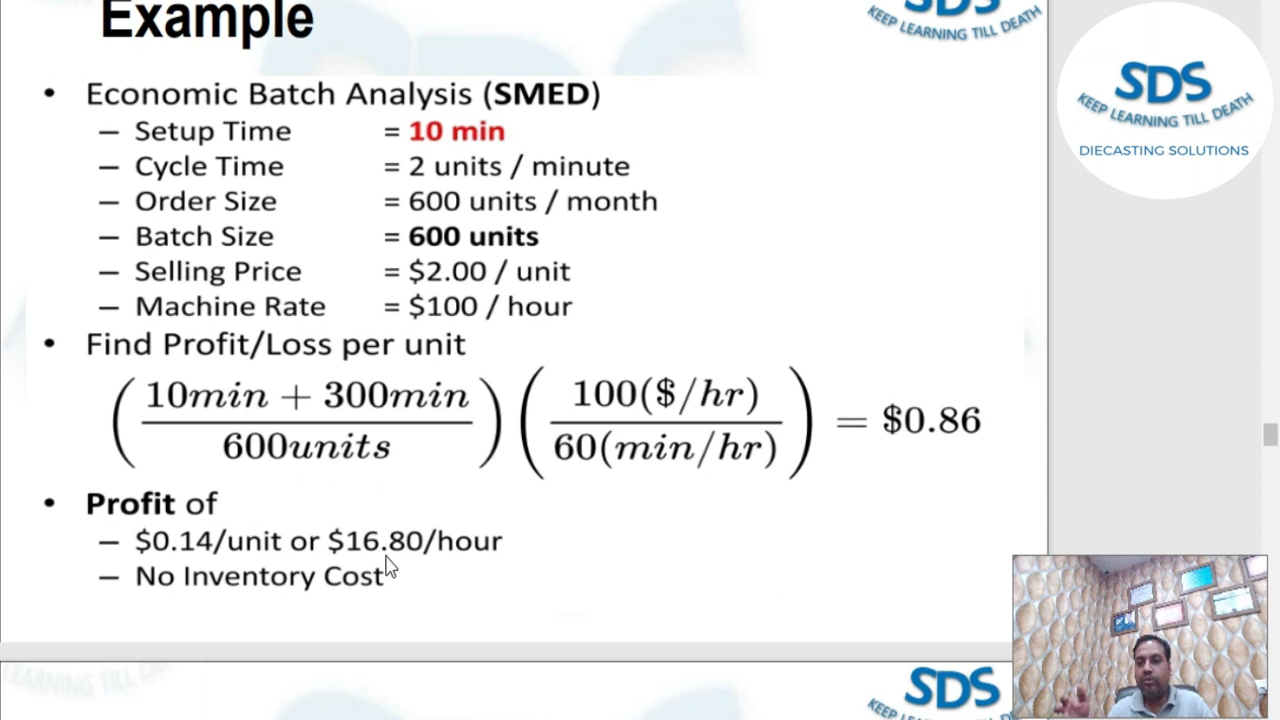 Example
SDS
KEEP LEARNING TILL DEATH
SDS
KEEP LEARNING TILL DEATH
DIECASTING SOLUTIONS
• Economic Batch Analysis (SMED)
– Setup Time = 10 min
– Cycle Time = 2 units / minute
– Order Size = 600 units / month
– Batch Size = 600 units
– Selling Price = $2.00 / unit
– Machine Rate = $100 / hour
• Find Profit/Loss per unit
(10min + 300min / 600units) (100($/hr) / 60(min/hr)) = $0.86
• Profit of
– $0.14/unit or $16.80/hour
– No Inventory Cost
SDS
KEEP LEARNING